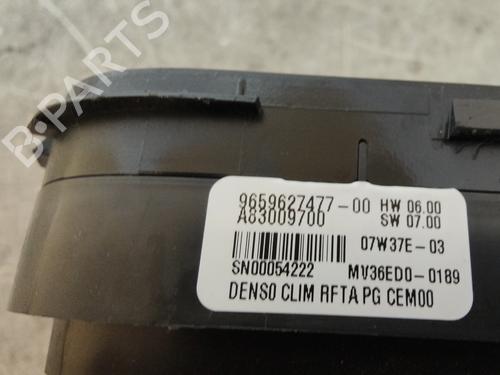 B-PARTS
9659627477-00 HW 06.00
A83009700 SW 07.00
07W37E-03
SN00054222 MV36ED0-0189
DENSO CLIM RFTA PG CEM00